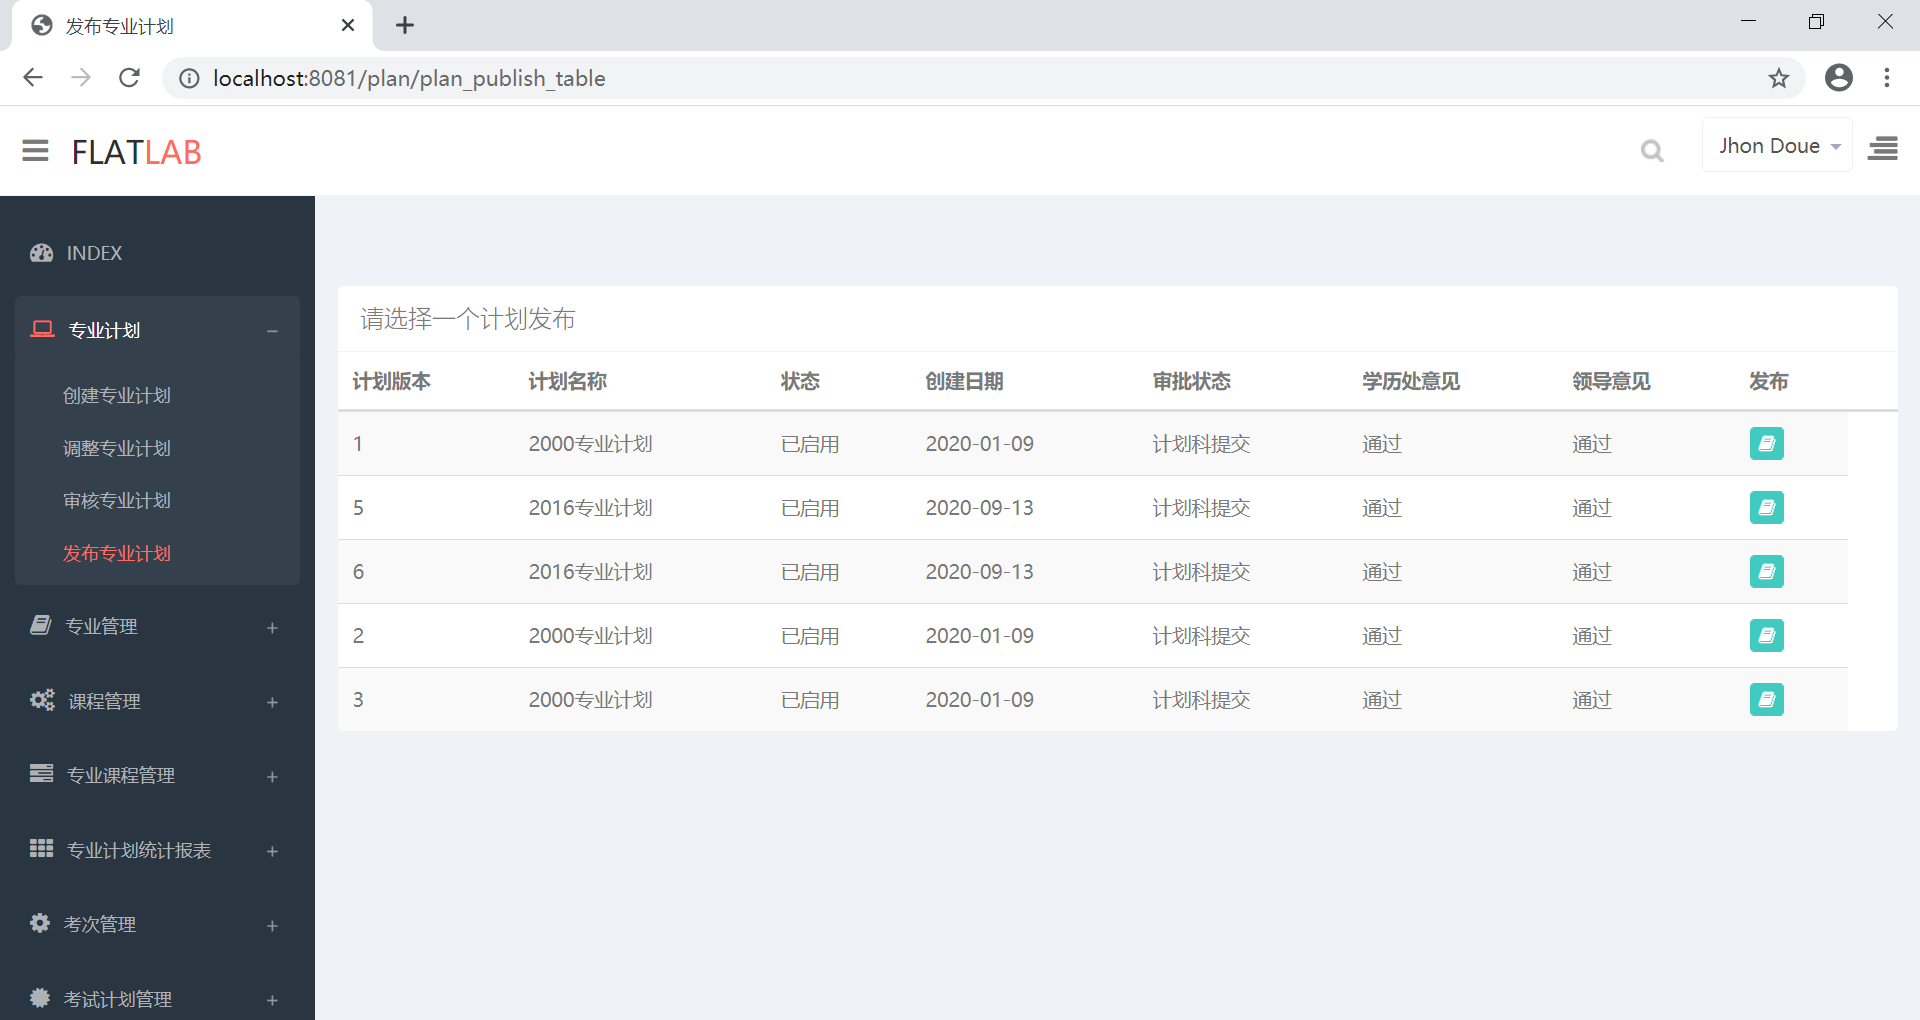 发布专业计划
localhost:8081/plan/plan_publish_table
FLATLAB
Jhon Doue
INDEX
专业计划
创建专业计划
调整专业计划
审核专业计划
发布专业计划
专业管理
课程管理
专业课程管理
专业计划统计报表
考次管理
考试计划管理
请选择一个计划发布
计划版本 计划名称 状态 创建日期 审批状态 学历处意见 领导意见 发布
1 2000专业计划 已启用 2020-01-09 计划科提交 通过 通过
5 2016专业计划 已启用 2020-09-13 计划科提交 通过 通过
6 2016专业计划 已启用 2020-09-13 计划科提交 通过 通过
2 2000专业计划 已启用 2020-01-09 计划科提交 通过 通过
3 2000专业计划 已启用 2020-01-09 计划科提交 通过 通过